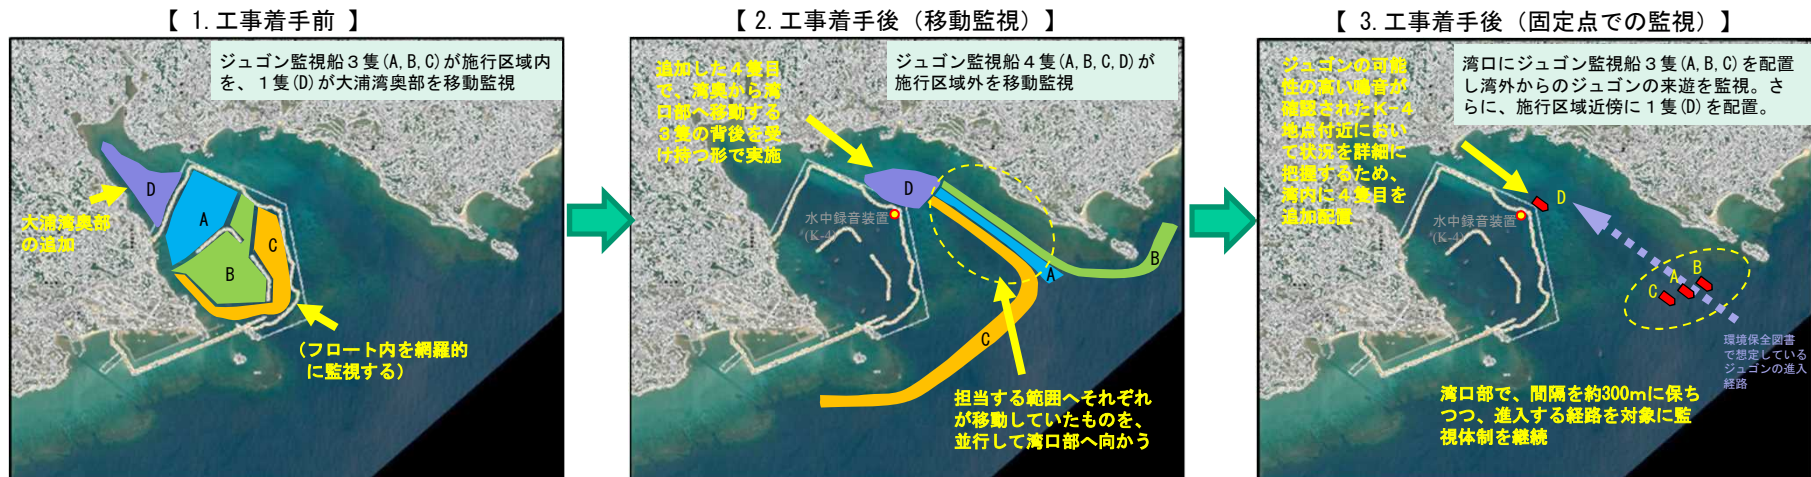 【 1.工事着手前 】
ジュゴン監視船３隻(A,B,C)が施行区域内
を、１隻(D)が大浦湾奥部を移動監視
D
A
B
C
大浦湾奥部
の追加
(フロート内を網羅的
に監視する)
【 2.工事着手後（移動監視）】
ジュゴン監視船４隻(A,B,C,D)が
施行区域外を移動監視
追加した４隻目
で、湾奥から湾
口部へ移動する
３隻の背後を受
け持つ形で実施
D
水中録音装置
(K-4)
A
B
C
担当する範囲へそれぞれ
が移動していたものを、
並行して湾口部へ向かう
【 3.工事着手後（固定点での監視）】
湾口にジュゴン監視船３隻(A,B,C)を配置
し湾外からのジュゴンの来遊を監視。さ
らに、施行区域近傍に１隻(D)を配置。
ジュゴンの可能
性の高い鳴音が
確認されたＫ-４
地点付近におい
て状況を詳細に
把握するため、
湾内に４隻目を
追加配置
D
水中録音装置
(K-4)
B
A
C
環境保全図書
で想定している
ジュゴンの進入
経路
湾口部で、間隔を約300mに保ち
つつ、進入する経路を対象に監
視体制を継続